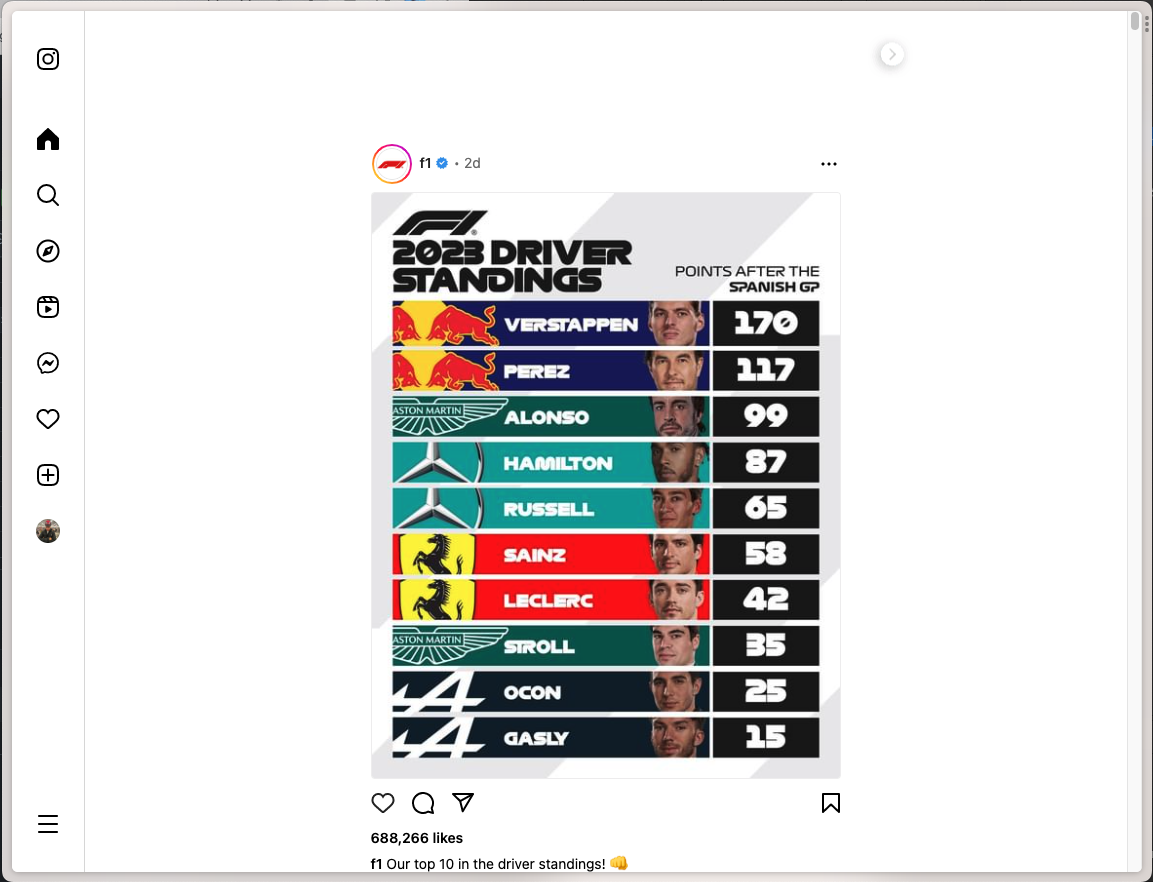 f1 • 2d
F1®
2023 DRIVER
STANDINGS
POINTS AFTER THE
SPANISH GP
VERSTAPPEN 170
PEREZ 117
ASTON MARTIN ALONSO 99
HAMILTON 87
RUSSELL 65
SAINZ 58
LECLERC 42
ASTON MARTIN STROLL 35
OCON 25
GASLY 15
688,266 likes
f1 Our top 10 in the driver standings! 👊